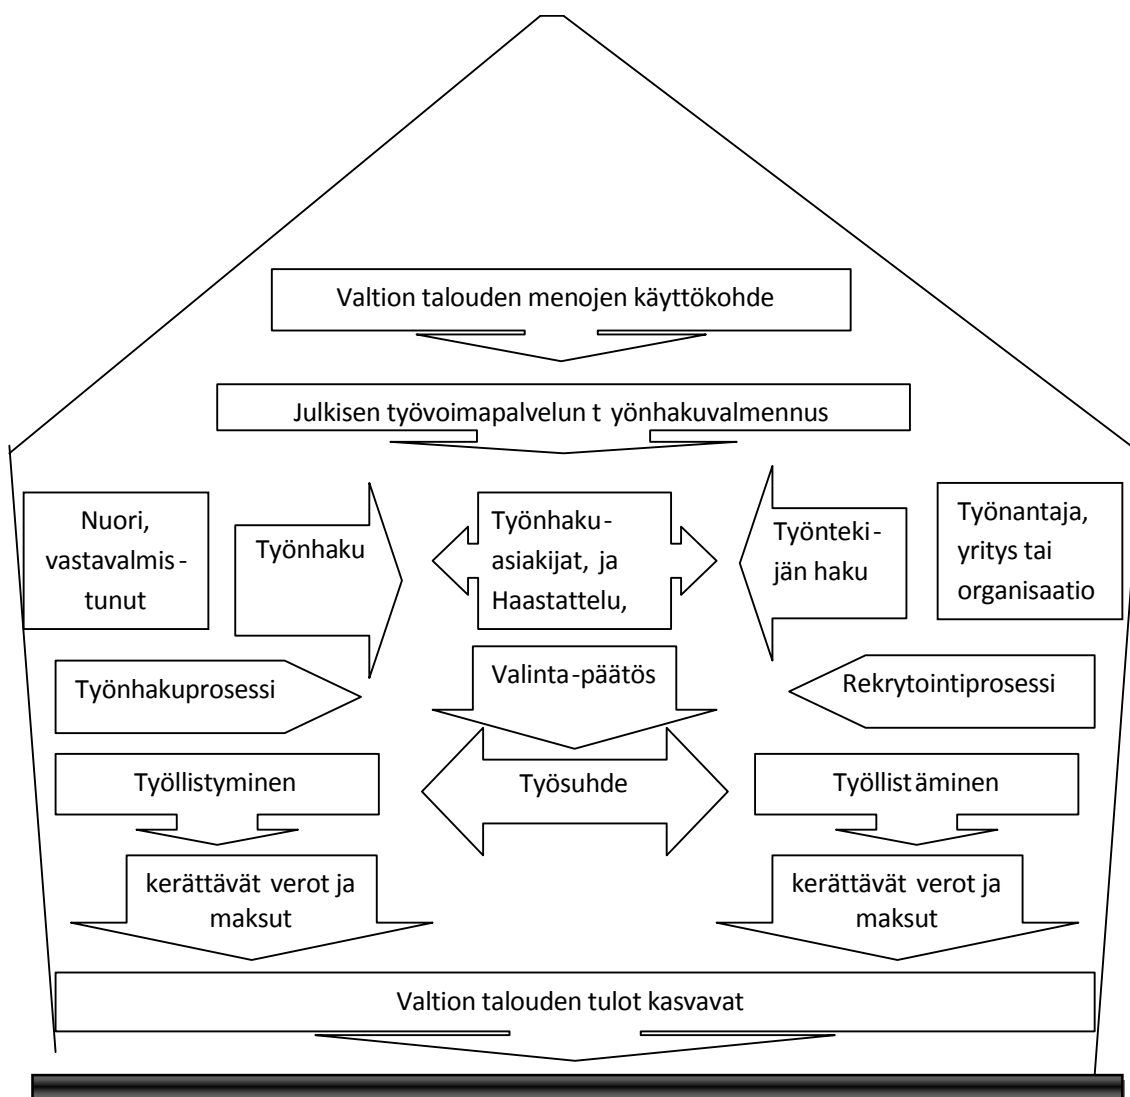 Valtion talouden menojen käyttökohde
Julkisen työvoimapalvelun t yönhakuvalmennus
Nuori,
vastavalmis-
tunut
Työnhaku
Työnhaku-
asiakijat, ja
Haastattelu,
Työnteki-
jän haku
Työnantaja,
yritys tai
organisaatio
Työnhakuprosessi
Valinta-päätös
Rekrytointiprosessi
Työllistyminen
Työsuhde
Työllistäminen
kerättävät verot ja
maksut
kerättävät verot ja
maksut
Valtion talouden tulot kasvavat